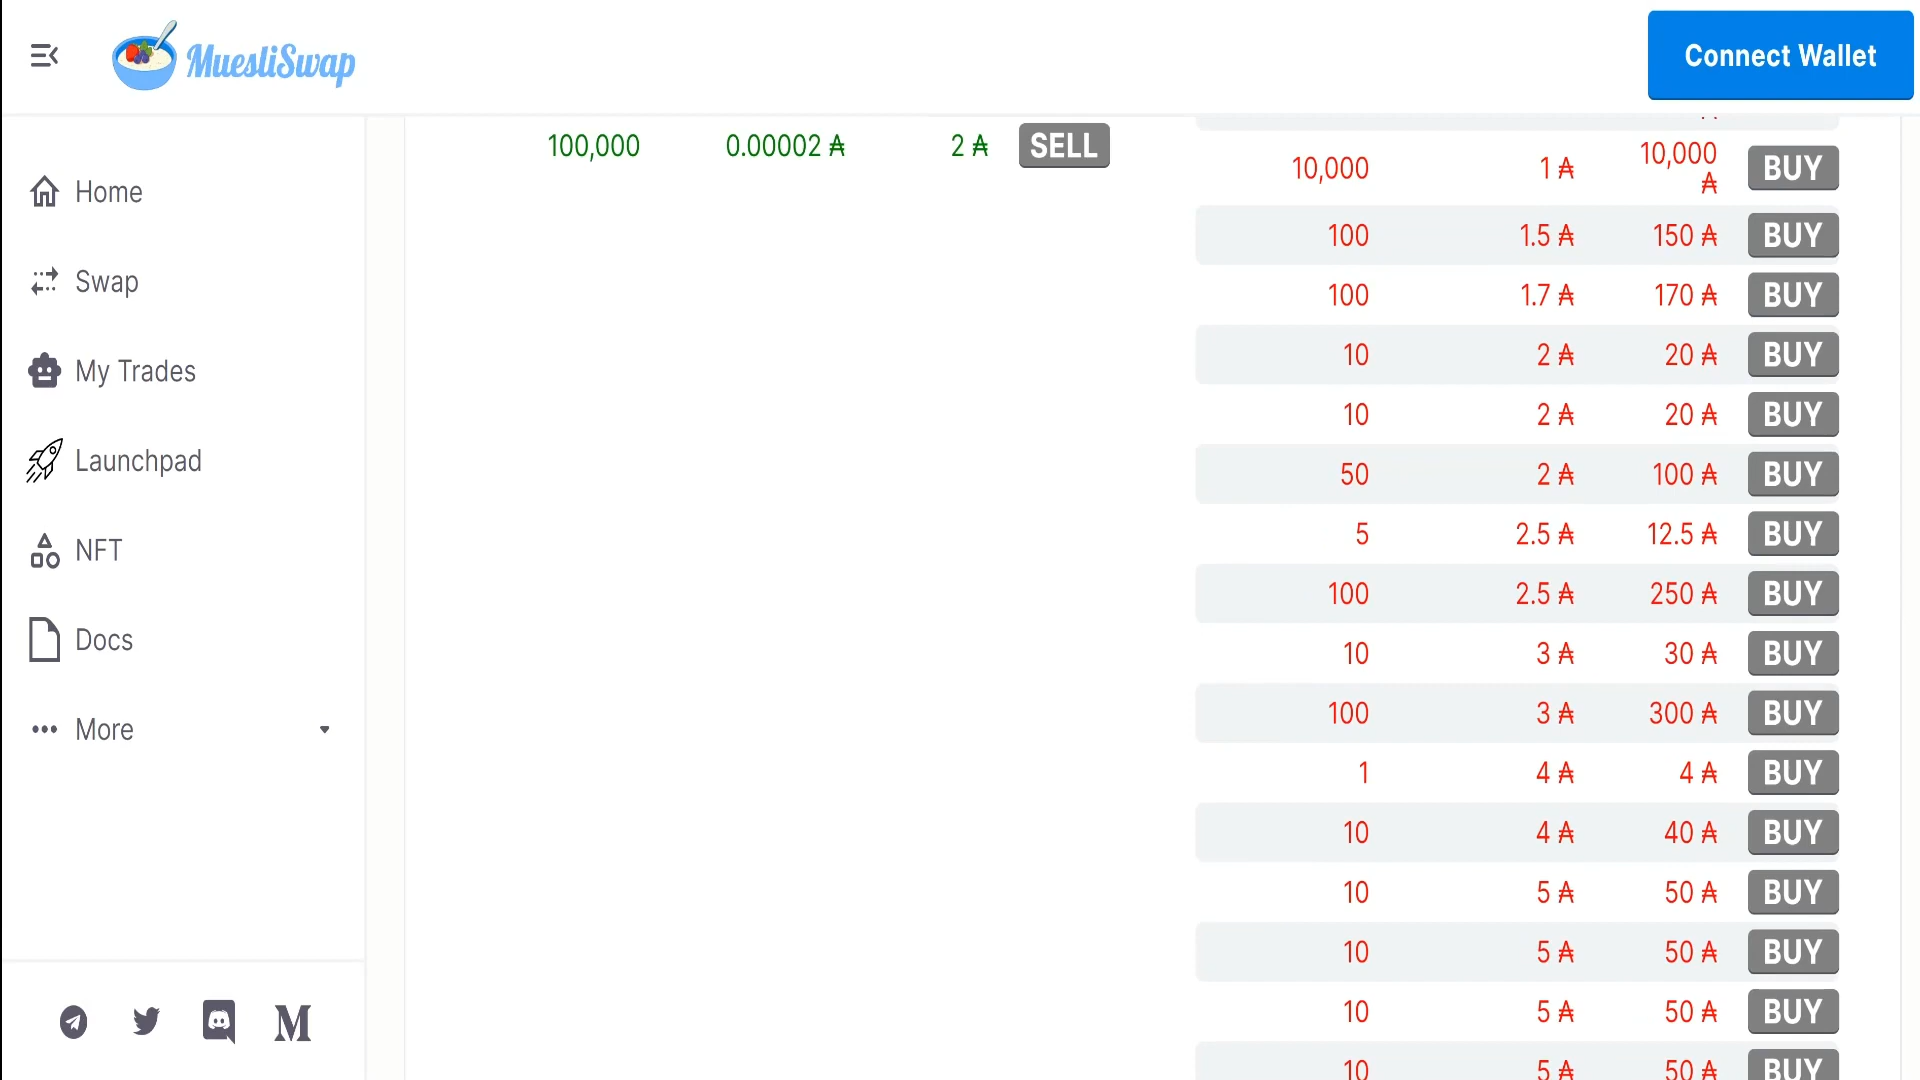 MuesliSwap
Connect Wallet
Home
Swap
My Trades
Launchpad
NFT
Docs
More
100,000 0.00002 ₳ 2 ₳ SELL
10,000 1 ₳ 10,000 ₳ BUY
100 1.5 ₳ 150 ₳ BUY
100 1.7 ₳ 170 ₳ BUY
10 2 ₳ 20 ₳ BUY
10 2 ₳ 20 ₳ BUY
50 2 ₳ 100 ₳ BUY
5 2.5 ₳ 12.5 ₳ BUY
100 2.5 ₳ 250 ₳ BUY
10 3 ₳ 30 ₳ BUY
100 3 ₳ 300 ₳ BUY
1 4 ₳ 4 ₳ BUY
10 4 ₳ 40 ₳ BUY
10 5 ₳ 50 ₳ BUY
10 5 ₳ 50 ₳ BUY
10 5 ₳ 50 ₳ BUY
10 5 ₳ 50 ₳ BUY